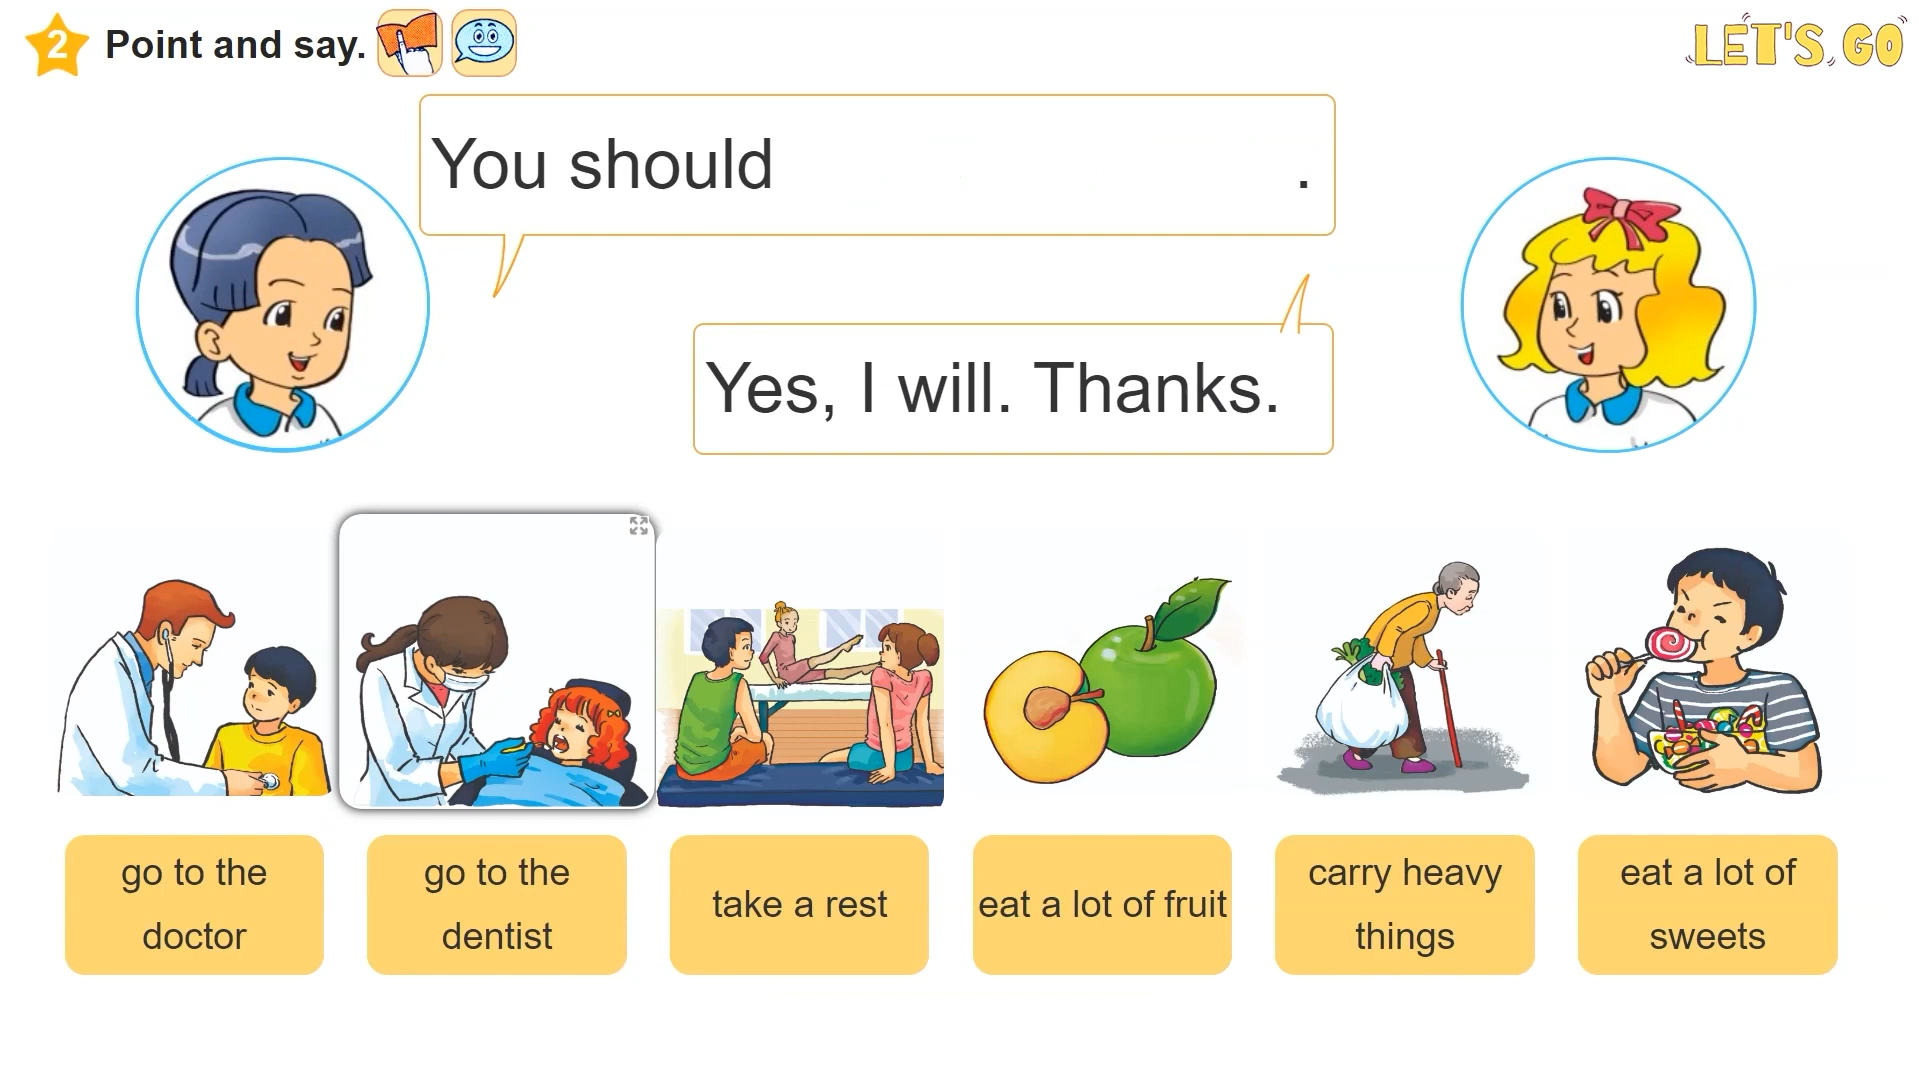 2 Point and say.
LET'S GO
You should .
Yes, I will. Thanks.
go to the
doctor
go to the
dentist
take a rest
eat a lot of fruit
carry heavy
things
eat a lot of
sweets